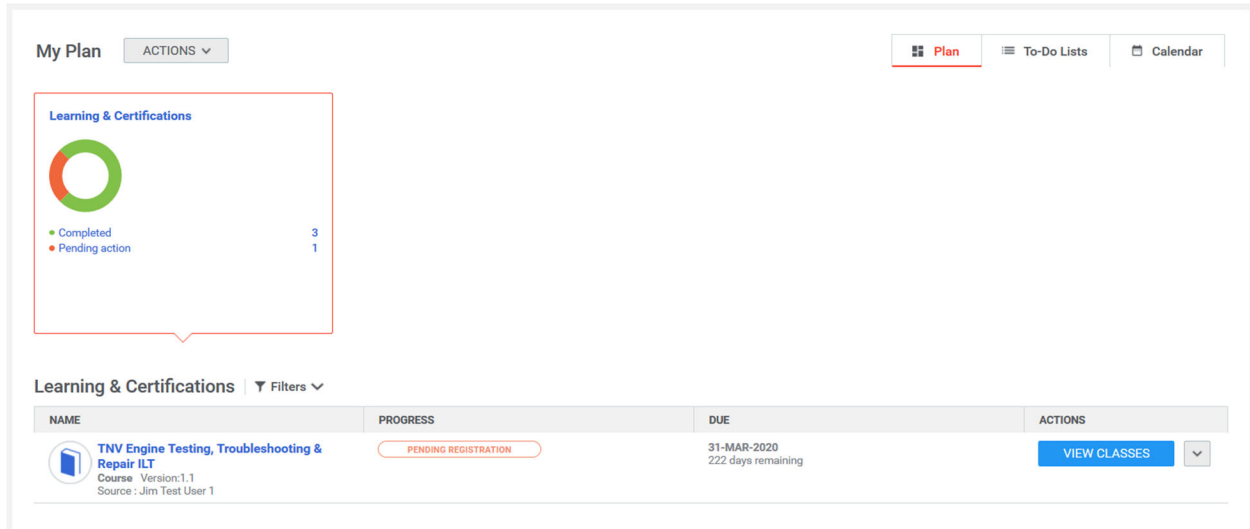 My Plan
ACTIONS
Plan
To-Do Lists
Calendar
Learning & Certifications
Completed 3
Pending action 1
Learning & Certifications
Filters
NAME PROGRESS DUE ACTIONS
TNV Engine Testing, Troubleshooting &
Repair ILT
Course Version:1.1
Source : Jim Test User 1
PENDING REGISTRATION
31-MAR-2020
222 days remaining
VIEW CLASSES